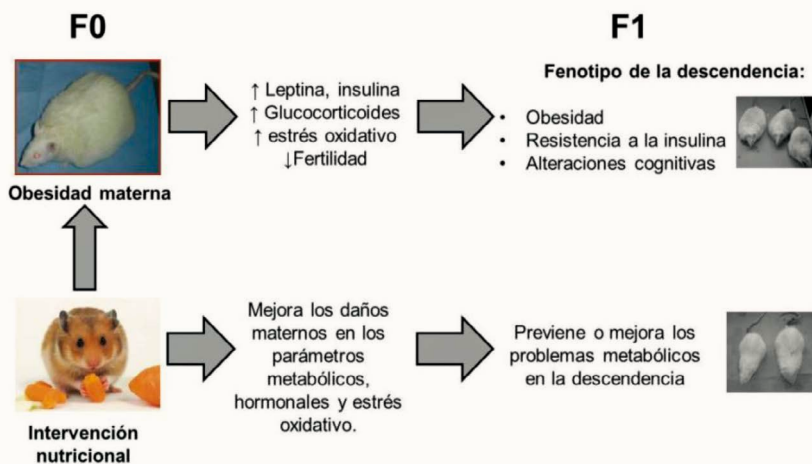 F0
F1
↑ Leptina, insulina
↑ Glucocorticoides
↑ estrés oxidativo
↓Fertilidad
Fenotipo de la descendencia:
• Obesidad
• Resistencia a la insulina
• Alteraciones cognitivas
Obesidad materna
Mejora los daños
maternos en los
parámetros
metabólicos,
hormonales y estrés
oxidativo.
Previene o mejora los
problemas metabólicos
en la descendencia
Intervención
nutricional